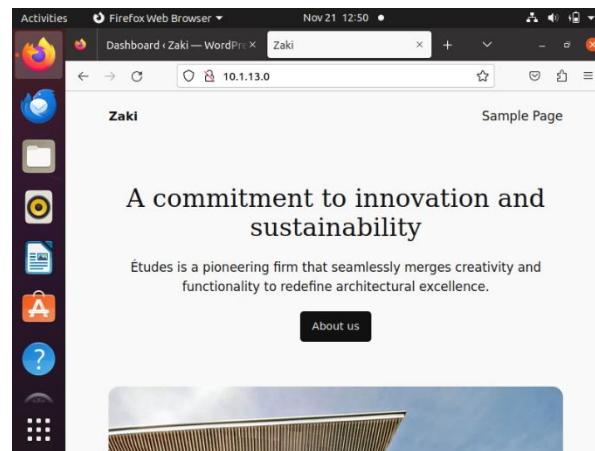 Activities
Firefox Web Browser
Nov 21 12:50
Dashboard ‹ Zaki — WordPre
Zaki
10.1.13.0
Zaki
Sample Page
A commitment to innovation and
sustainability
Études is a pioneering firm that seamlessly merges creativity and
functionality to redefine architectural excellence.
About us